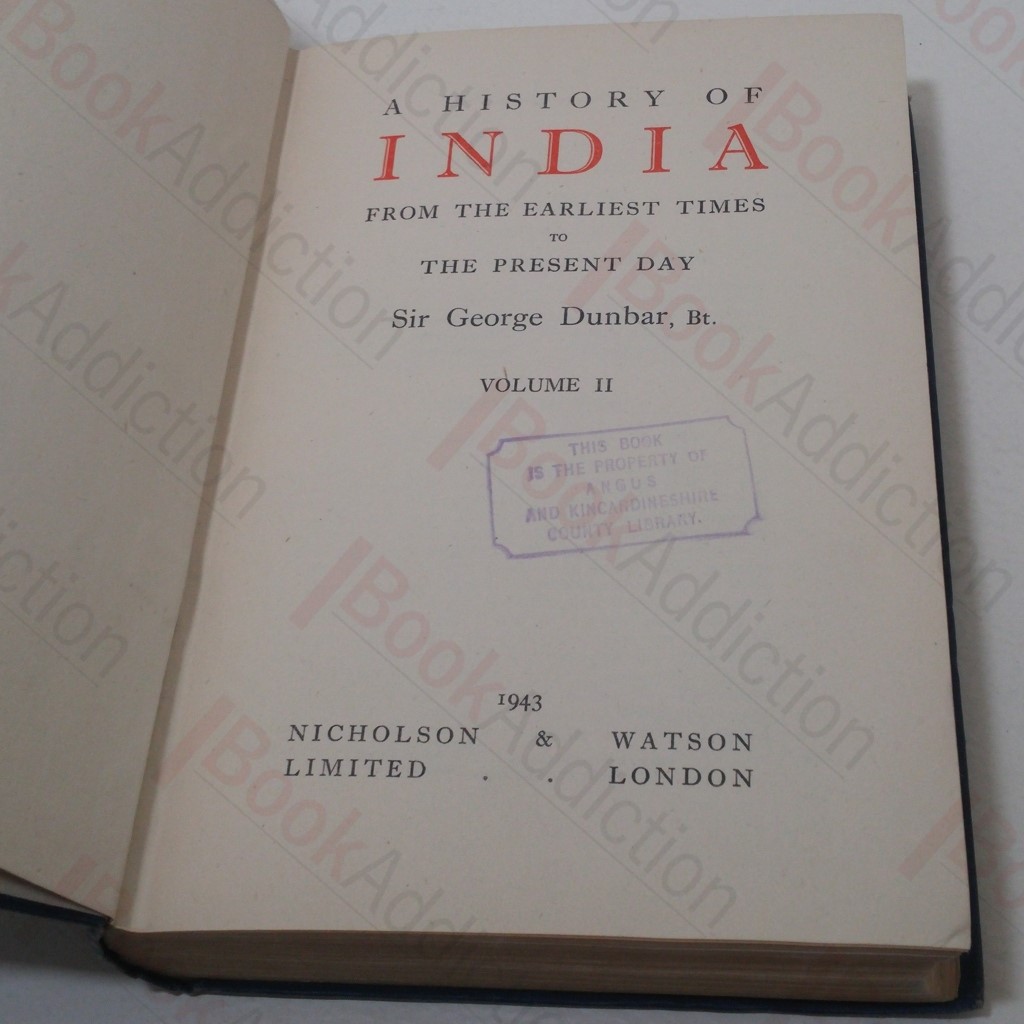 A HISTORY OF
INDIA
FROM THE EARLIEST TIMES
TO
THE PRESENT DAY
Sir George Dunbar, Bt.
VOLUME II
THIS BOOK
IS THE PROPERTY OF
ANGUS
AND KINCARDINESHIRE
COUNTY LIBRARY.
1943
NICHOLSON & WATSON
LIMITED . . LONDON
BookAddiction